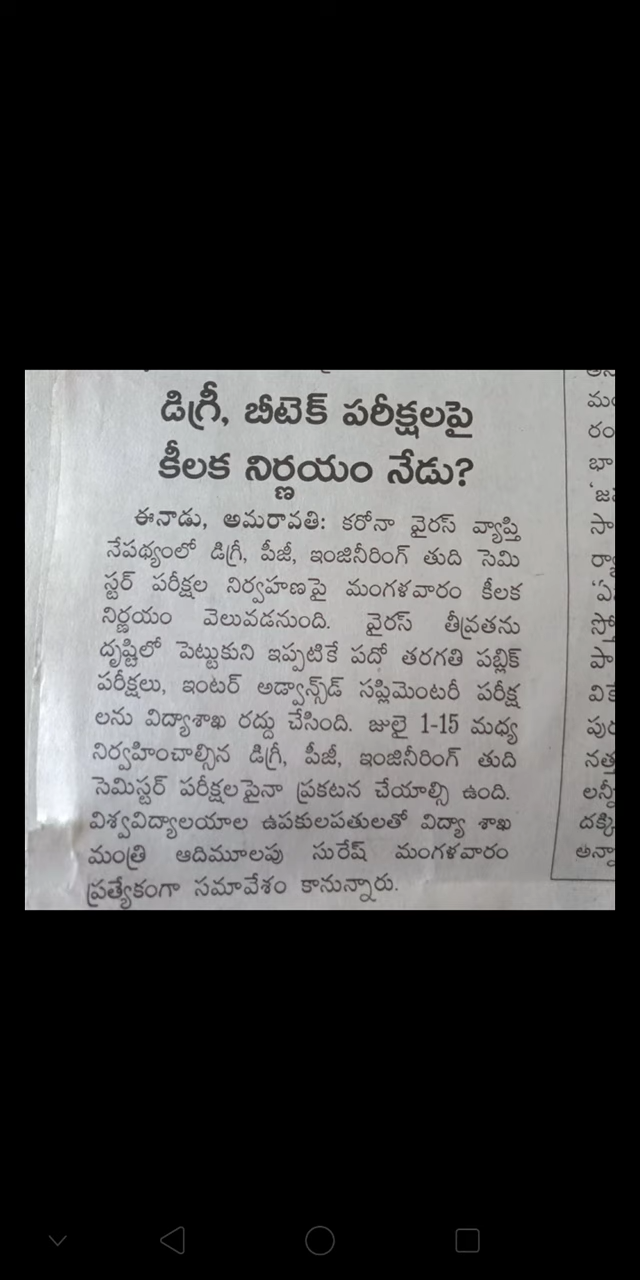 డిగ్రీ, బీటెక్ పరీక్షలపై
కీలక నిర్ణయం నేడు?
ఈనాడు, అమరావతి: కరోనా వైరస్ వ్యాప్తి
నేపథ్యంలో డిగ్రీ, పీజీ, ఇంజినీరింగ్ తుది సెమి
స్టర్ పరీక్షల నిర్వహణపై మంగళవారం కీలక
నిర్ణయం వెలువడనుంది. వైరస్ తీవ్రతను
దృష్టిలో పెట్టుకుని ఇప్పటికే పదో తరగతి పబ్లిక్
పరీక్షలు, ఇంటర్ అడ్వాన్స్‌డ్ సప్లిమెంటరీ పరీక్ష
లను విద్యాశాఖ రద్దు చేసింది. జులై 1-15 మధ్య
నిర్వహించాల్సిన డిగ్రీ, పీజీ, ఇంజినీరింగ్ తుది
సెమిస్టర్ పరీక్షలపైనా ప్రకటన చేయాల్సి ఉంది.
విశ్వవిద్యాలయాల ఉపకులపతులతో విద్యా శాఖ
మంత్రి ఆదిమూలపు సురేష్ మంగళవారం
ప్రత్యేకంగా సమావేశం కానున్నారు.